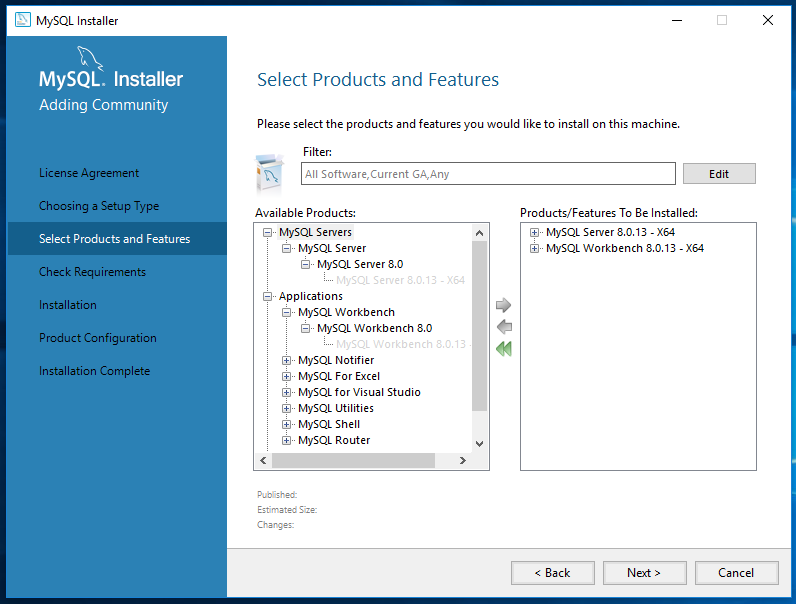 MySQL Installer
MySQL. Installer
Adding Community
License Agreement
Choosing a Setup Type
Select Products and Features
Check Requirements
Installation
Product Configuration
Installation Complete
Select Products and Features
Please select the products and features you would like to install on this machine.
Filter:
All Software,Current GA,Any
Edit
Available Products:
MySQL Servers
MySQL Server
MySQL Server 8.0
MySQL Server 8.0.13 - X64
Applications
MySQL Workbench
MySQL Workbench 8.0
MySQL Workbench 8.0.13 -
MySQL Notifier
MySQL For Excel
MySQL for Visual Studio
MySQL Utilities
MySQL Shell
MySQL Router
Products/Features To Be Installed:
MySQL Server 8.0.13 - X64
MySQL Workbench 8.0.13 - X64
Published:
Estimated Size:
Changes:
< Back
Next >
Cancel